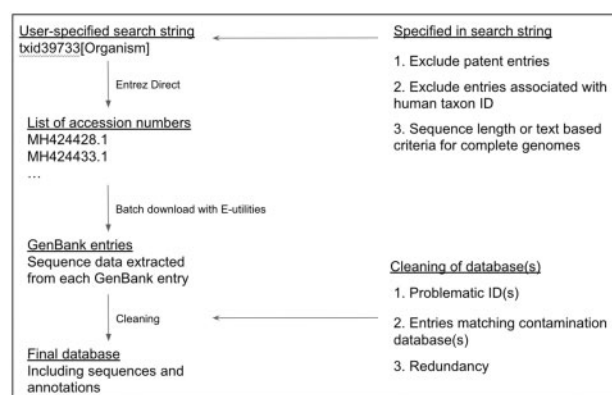 User-specified search string
txid39733[Organism]
Entrez Direct
List of accession numbers
MH424428.1
MH424433.1
...
Batch download with E-utilities
GenBank entries
Sequence data extracted
from each GenBank entry
Cleaning
Final database
Including sequences and
annotations
Specified in search string
1. Exclude patent entries
2. Exclude entries associated with
human taxon ID
3. Sequence length or text based
criteria for complete genomes
Cleaning of database(s)
1. Problematic ID(s)
2. Entries matching contamination
database(s)
3. Redundancy